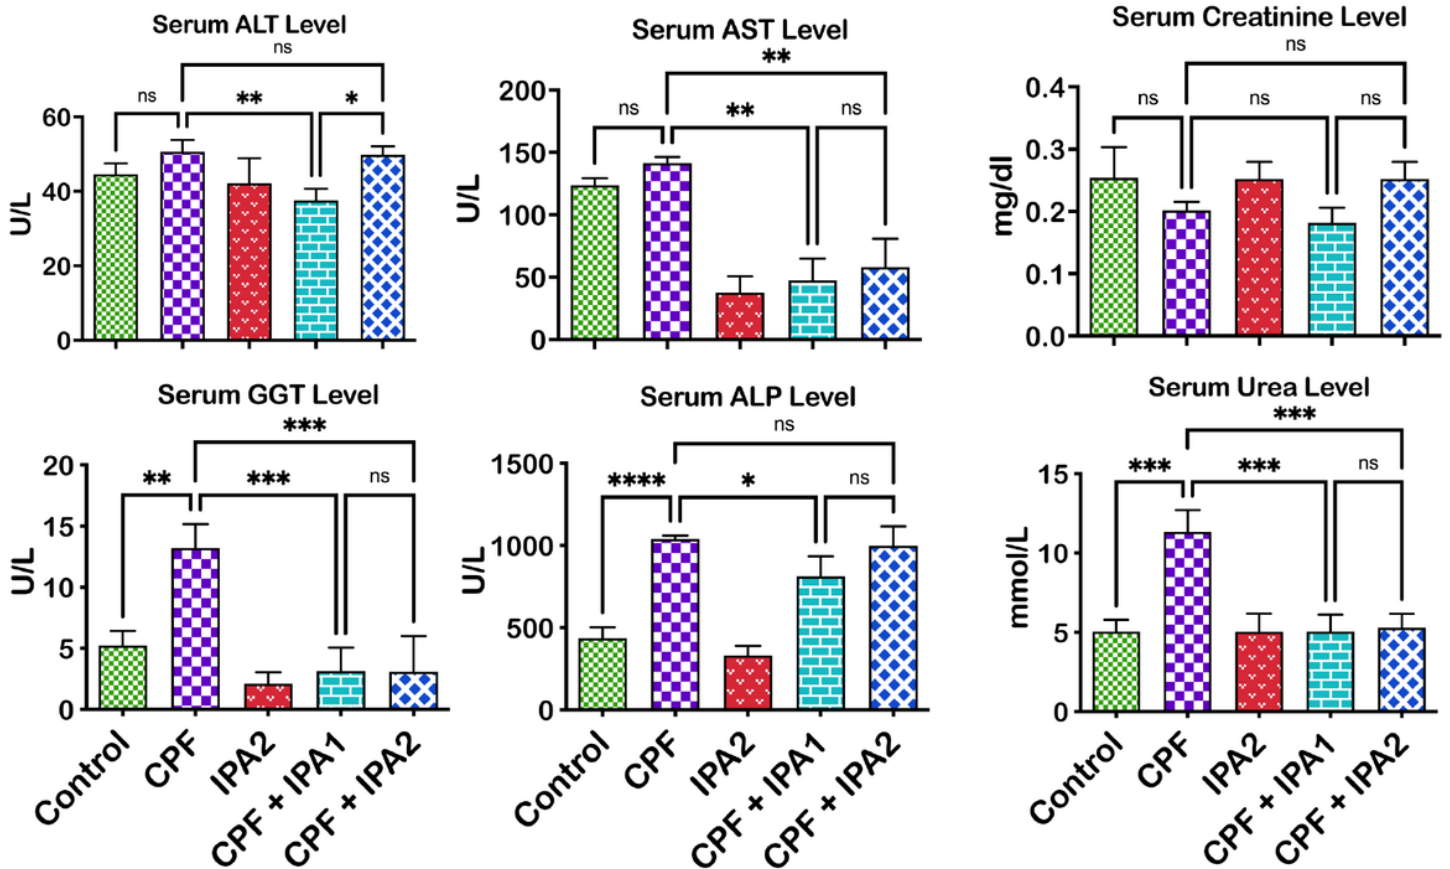 Serum ALT Level
ns
ns ** *
60
40
20
0
U/L
Serum AST Level
**
ns ** ns
200
150
100
50
0
U/L
Serum Creatinine Level
ns
ns ns ns
0.4
0.3
0.2
0.1
0.0
mg/dl
Serum GGT Level
***
** *** ns
20
15
10
5
0
U/L
Control CPF IPA2 CPF + IPA1 CPF + IPA2
Serum ALP Level
ns
**** * ns
1500
1000
500
0
U/L
Control CPF IPA2 CPF + IPA1 CPF + IPA2
Serum Urea Level
***
*** *** ns
15
10
5
0
mmol/L
Control CPF IPA2 CPF + IPA1 CPF + IPA2